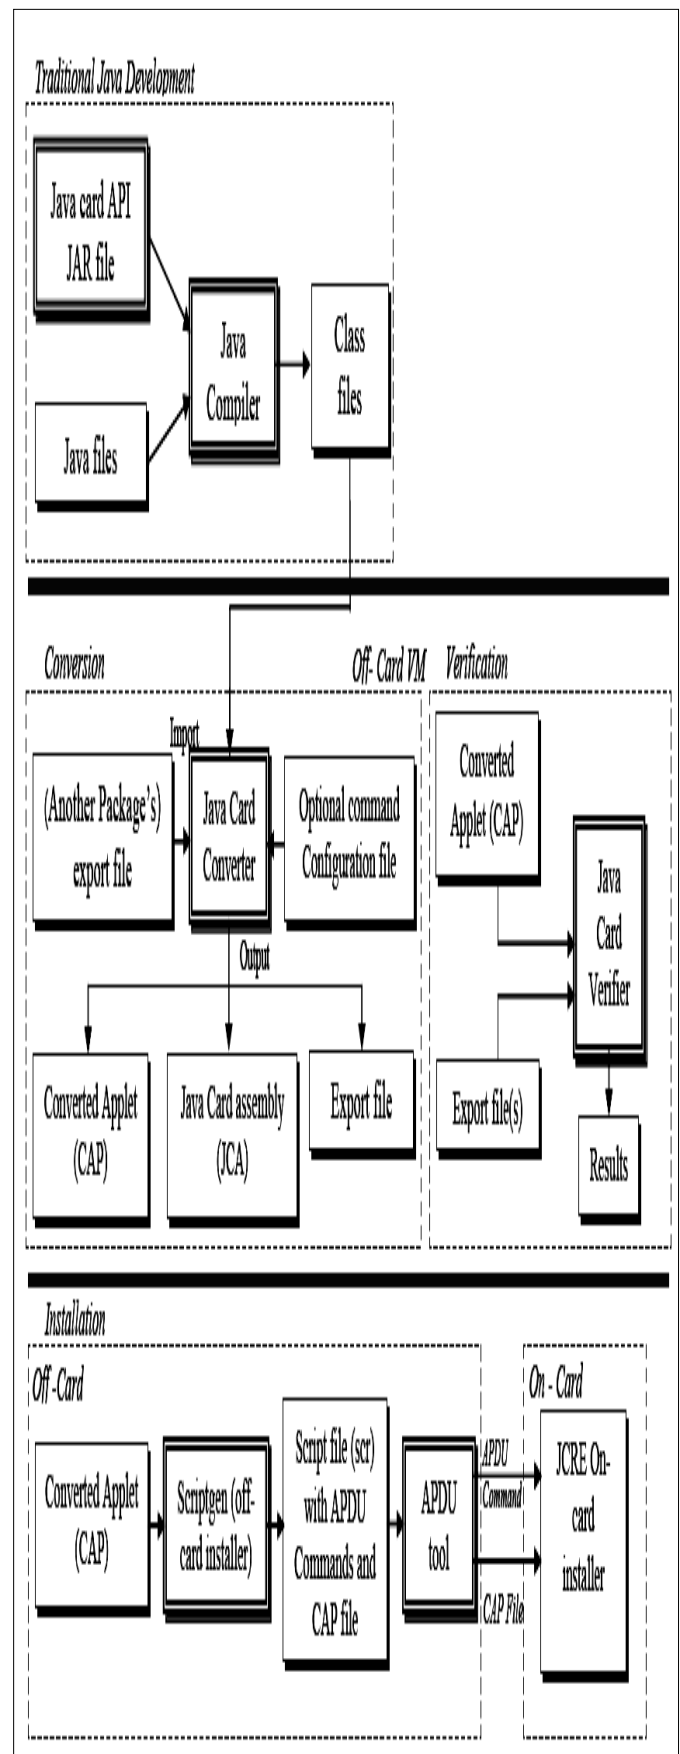 Traditional Java Development
Java card API
JAR file
Java
Compiler
Class
files
Java files
Conversion
Off- Card VM
Verification
Import
(Another Package's)
export file
Java Card
Converter
Optional command
Configuration file
Output
Converted Applet
(CAP)
Java Card assembly
(JCA)
Export file
Converted
Applet (CAP)
Java
Card
Verifier
Export file(s)
Results
Installation
Off -Card
Converted Applet
(CAP)
Scriptgen (off-
card installer)
Script file (scr)
with APDU
Commands and
CAP file
APDU
tool
APDU
Command
CAP File
On - Card
JCRE On-
card
installer